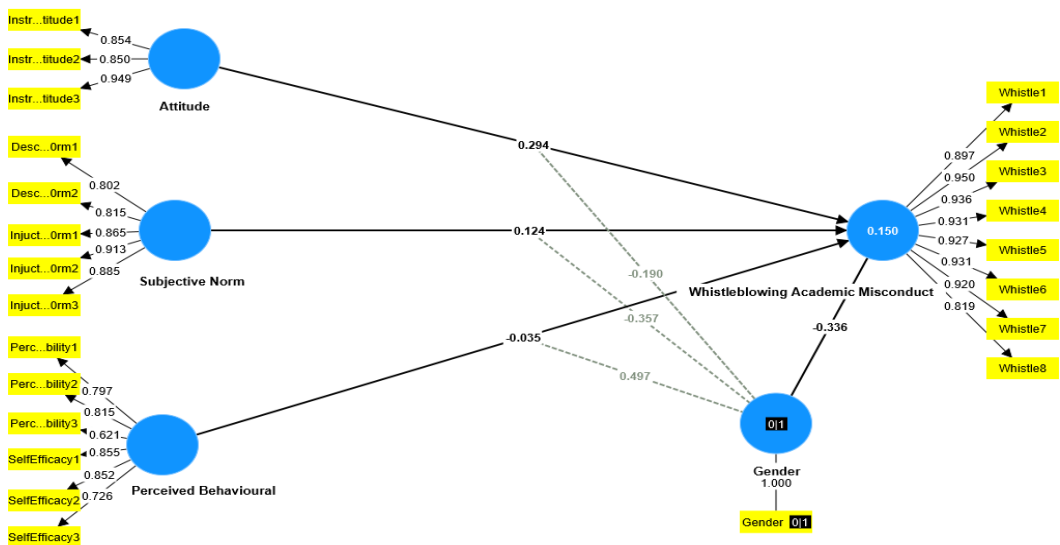 Instr...titude1
0.854
Instr...titude2
0.850
0.949
Instr...titude3
Attitude
Desc...0rm1
0.802
Desc...0rm2
0.815
Injuct...0rm1
0.865
Injuct...0rm2
0.913
0.885
Injuct...0rm3
Subjective Norm
Perc...bility1
0.797
Perc...bility2
0.815
Perc...bility3
0.621
SelfEfficacy1
0.855
0.852
SelfEfficacy2
0.726
SelfEfficacy3
Perceived Behavioural
0.294
0.124
-0.035
-0.190
-0.357
0.497
-0.336
0.150
Whistleblowing Academic Misconduct
0|1
Gender
1.000
Gender 0|1
Whistle1
0.897
Whistle2
0.950
Whistle3
0.936
Whistle4
0.931
Whistle5
0.927
Whistle6
0.931
Whistle7
0.920
Whistle8
0.819